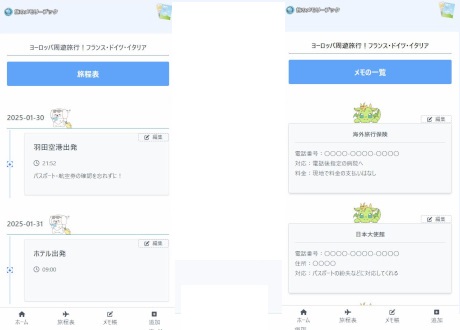 旅のメモリーブック
ヨーロッパ周遊旅行！フランス・ドイツ・イタリア
旅程表
2025-01-30
編集
羽田空港出発
21:52
パスポート・航空券の確認を忘れずに！
2025-01-31
編集
ホテル出発
09:00
ホーム
旅程表
メモ帳
追加
旅のメモリーブック
ヨーロッパ周遊旅行！フランス・ドイツ・イタリア
メモの一覧
編集
海外旅行保険
電話番号：〇〇〇〇-〇〇〇〇-〇〇〇〇
対応：電話後指定の病院へ
料金：現地で料金の支払いはなし
編集
日本大使館
電話番号：〇〇〇〇-〇〇〇〇-〇〇〇〇
住所：〇〇〇〇
対応：パスポートの紛失などに対応してくれる
ホーム
旅程表
メモ帳
追加